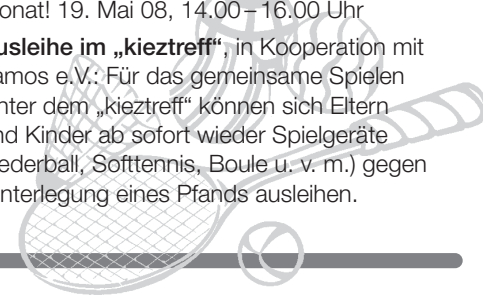 onat! 19. Mai 08, 14.00–16.00 Uhr
usleihe im „kieztreff“, in Kooperation mit
amos e.V.: Für das gemeinsame Spielen
nter dem „kieztreff“ können sich Eltern
nd Kinder ab sofort wieder Spielgeräte
ederball, Softtennis, Boule u. v. m.) gegen
nterlegung eines Pfands ausleihen.